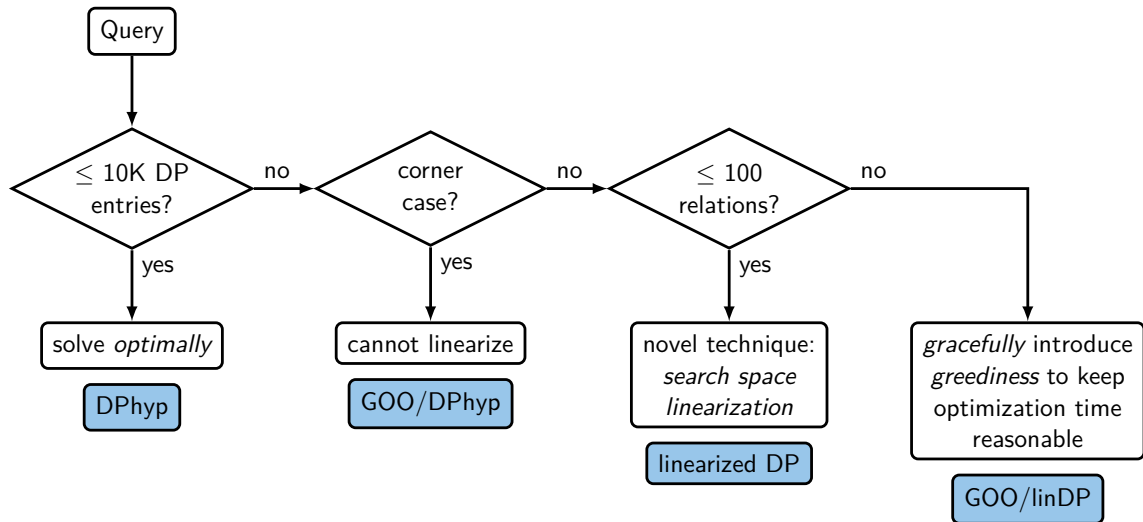 Query
≤ 10K DP
entries?
no
corner
case?
no
≤ 100
relations?
no
yes
yes
yes
solve optimally
cannot linearize
novel technique:
search space
linearization
gracefully introduce
greediness to keep
optimization time
reasonable
DPhyp
GOO/DPhyp
linearized DP
GOO/linDP